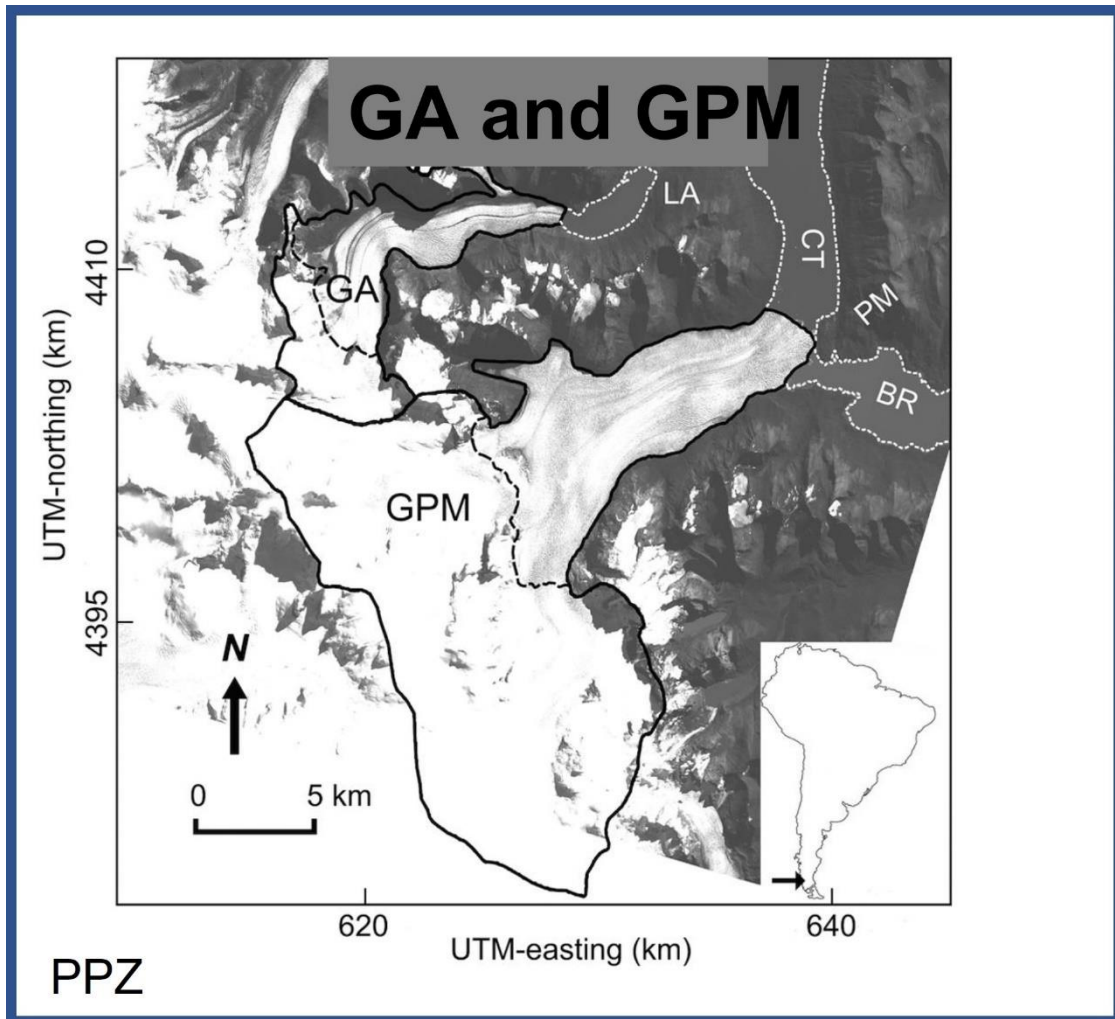 GA and GPM
LA
CT
PM
BR
GA
GPM
4410
4395
UTM-northing (km)
N
0 5 km
620 640
UTM-easting (km)
PPZ